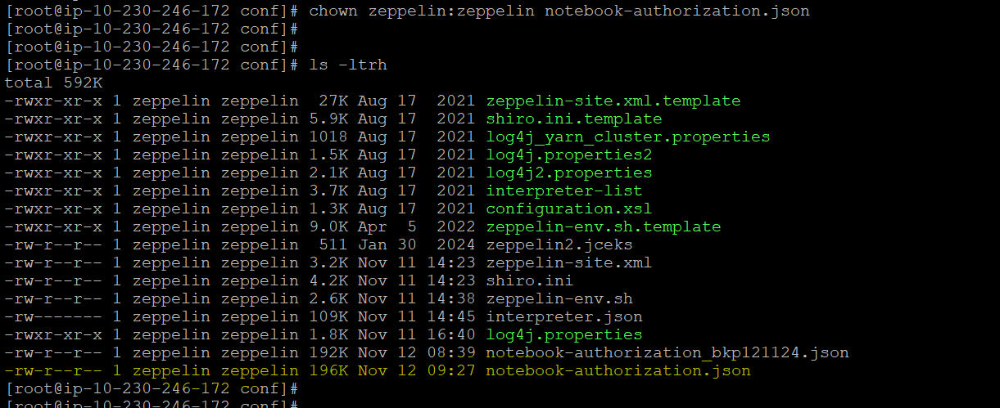 [root@ip-10-230-246-172 conf]# chown zeppelin:zeppelin notebook-authorization.json
[root@ip-10-230-246-172 conf]#
[root@ip-10-230-246-172 conf]#
[root@ip-10-230-246-172 conf]# ls -ltrh
total 592K
-rwxr-xr-x 1 zeppelin zeppelin  27K Aug 17  2021 zeppelin-site.xml.template
-rwxr-xr-x 1 zeppelin zeppelin 5.9K Aug 17  2021 shiro.ini.template
-rwxr-xr-x 1 zeppelin zeppelin 1018 Aug 17  2021 log4j_yarn_cluster.properties
-rwxr-xr-x 1 zeppelin zeppelin 1.5K Aug 17  2021 log4j.properties2
-rwxr-xr-x 1 zeppelin zeppelin 2.1K Aug 17  2021 log4j2.properties
-rwxr-xr-x 1 zeppelin zeppelin 3.7K Aug 17  2021 interpreter-list
-rwxr-xr-x 1 zeppelin zeppelin 1.3K Aug 17  2021 configuration.xsl
-rwxr-xr-x 1 zeppelin zeppelin 9.0K Apr  5  2022 zeppelin-env.sh.template
-rw-r--r-- 1 zeppelin zeppelin  511 Jan 30  2024 zeppelin2.jceks
-rw-r--r-- 1 zeppelin zeppelin 3.2K Nov 11 14:23 zeppelin-site.xml
-rw-r--r-- 1 zeppelin zeppelin 4.2K Nov 11 14:23 shiro.ini
-rw-r--r-- 1 zeppelin zeppelin 2.6K Nov 11 14:38 zeppelin-env.sh
-rw------- 1 zeppelin zeppelin 109K Nov 11 14:45 interpreter.json
-rwxr-xr-x 1 zeppelin zeppelin 1.8K Nov 11 16:40 log4j.properties
-rw-r--r-- 1 zeppelin zeppelin 192K Nov 12 08:39 notebook-authorization_bkp121124.json
-rw-r--r-- 1 zeppelin zeppelin 196K Nov 12 09:27 notebook-authorization.json
[root@ip-10-230-246-172 conf]#
[root@ip-10-230-246-172 conf]#